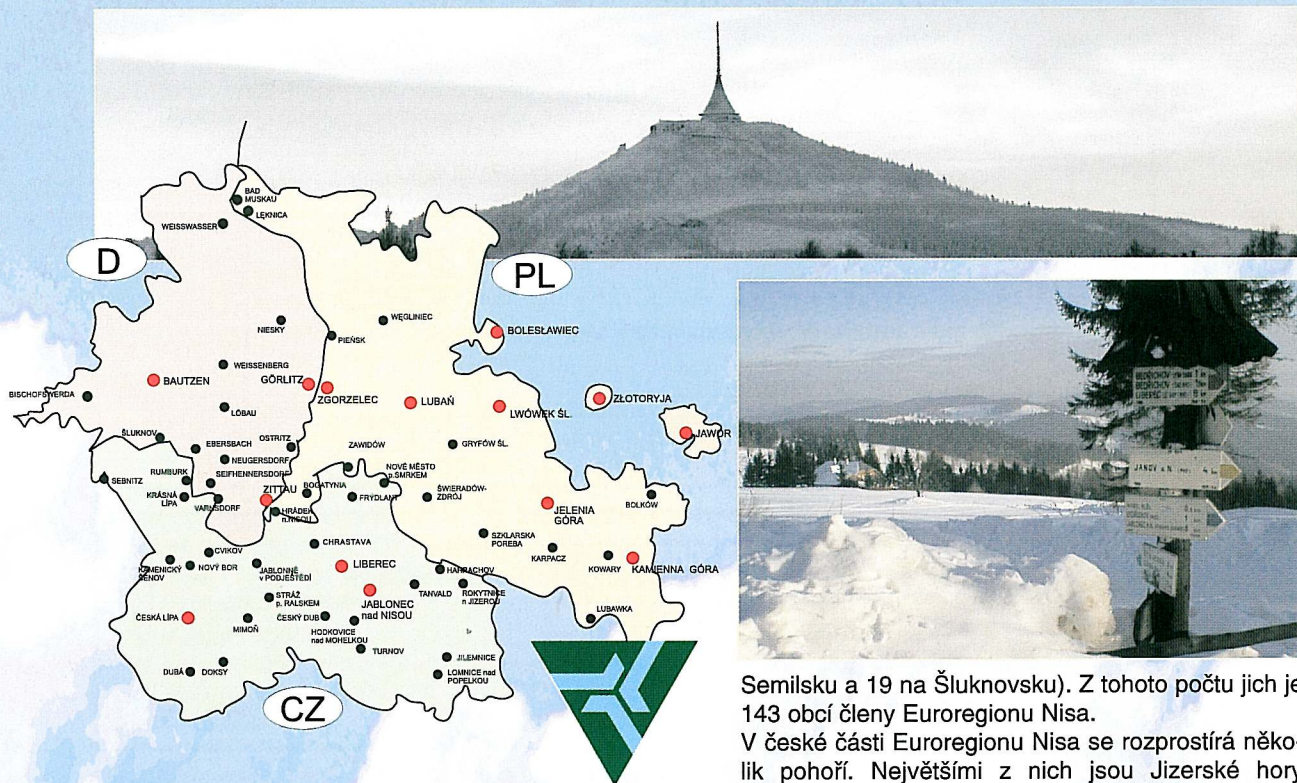 BAD
MUSKAU
ŁĘKNICA
WEISSWASSER
D
PL
WĘGLINIEC
NIESKY
PIEŃSK
BOLESŁAWIEC
WEISSENBERG
BAUTZEN
GÖRLITZ
ZGORZELEC
BISCHOFSWERDA
LUBAŃ
LWÓWEK ŚL.
ZŁOTORYJA
LÖBAU
JAWOR
ŠLUKNOV
EBERSBACH
OSTRITZ
ZAWIDÓW
GRYFÓW ŚL.
NEUGERSDORF
SEIFHENNERSDORF
RUMBURK
SEBNITZ
NOVÉ MĚSTO
p.SMRKEM
BOGATYNIA
KRÁSNÁ
LÍPA
ZITTAU
FRÝDLANT
ŚWIERADÓW-
ZDRÓJ
BOLKÓW
VARNSDORF
HRÁDEK
n.NISOU
JELENIA
GÓRA
SZKLARSKA
POREBA
CHRASTAVA
CVIKOV
KARPACZ
KAMENICKÝ
ŠENOV
NOVÝ BOR
JABLONNÉ
v PODJEŠTĚDÍ
LIBEREC
KOWARY
KAMIENNA GÓRA
HARRACHOV
TANVALD
ROKYTNICE
n JIZEROU
JABLONEC
nad NISOU
STRÁŽ
p. RALSKEM
ČESKÁ LÍPA
MIMOŇ
ČESKÝ DUB
HODKOVICE
nad MOHELKOU
LUBAWKA
TURNOV
JILEMNICE
DUBÁ
DOKSY
LOMNICE nad
POPELKOU
CZ
BEDŘICHOV
BEDŘICHOV
LIBEREC
JANOV n.N.
Semilsku a 19 na Šluknovsku). Z tohoto počtu jich je
143 obcí členy Euroregionu Nisa.
V české části Euroregionu Nisa se rozprostírá něko-
lik pohoří. Největšími z nich jsou Jizerské hory